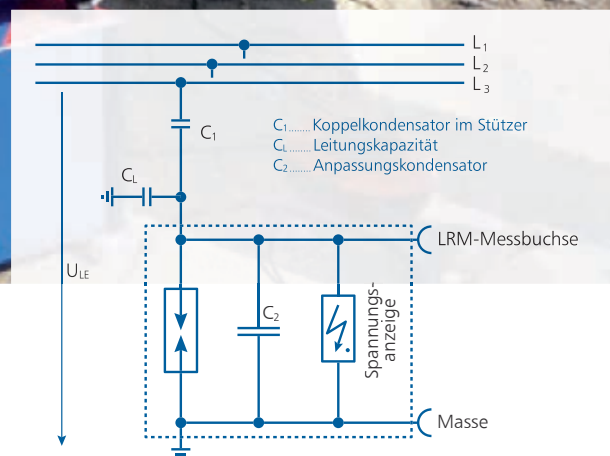 L1
L2
L3
C1
C1........Koppelkondensator im Stützer
CL........Leitungskapazität
C2........Anpassungskondensator
CL
LRM-Messbuchse
ULE
C2
Spannungs-
anzeige
Masse